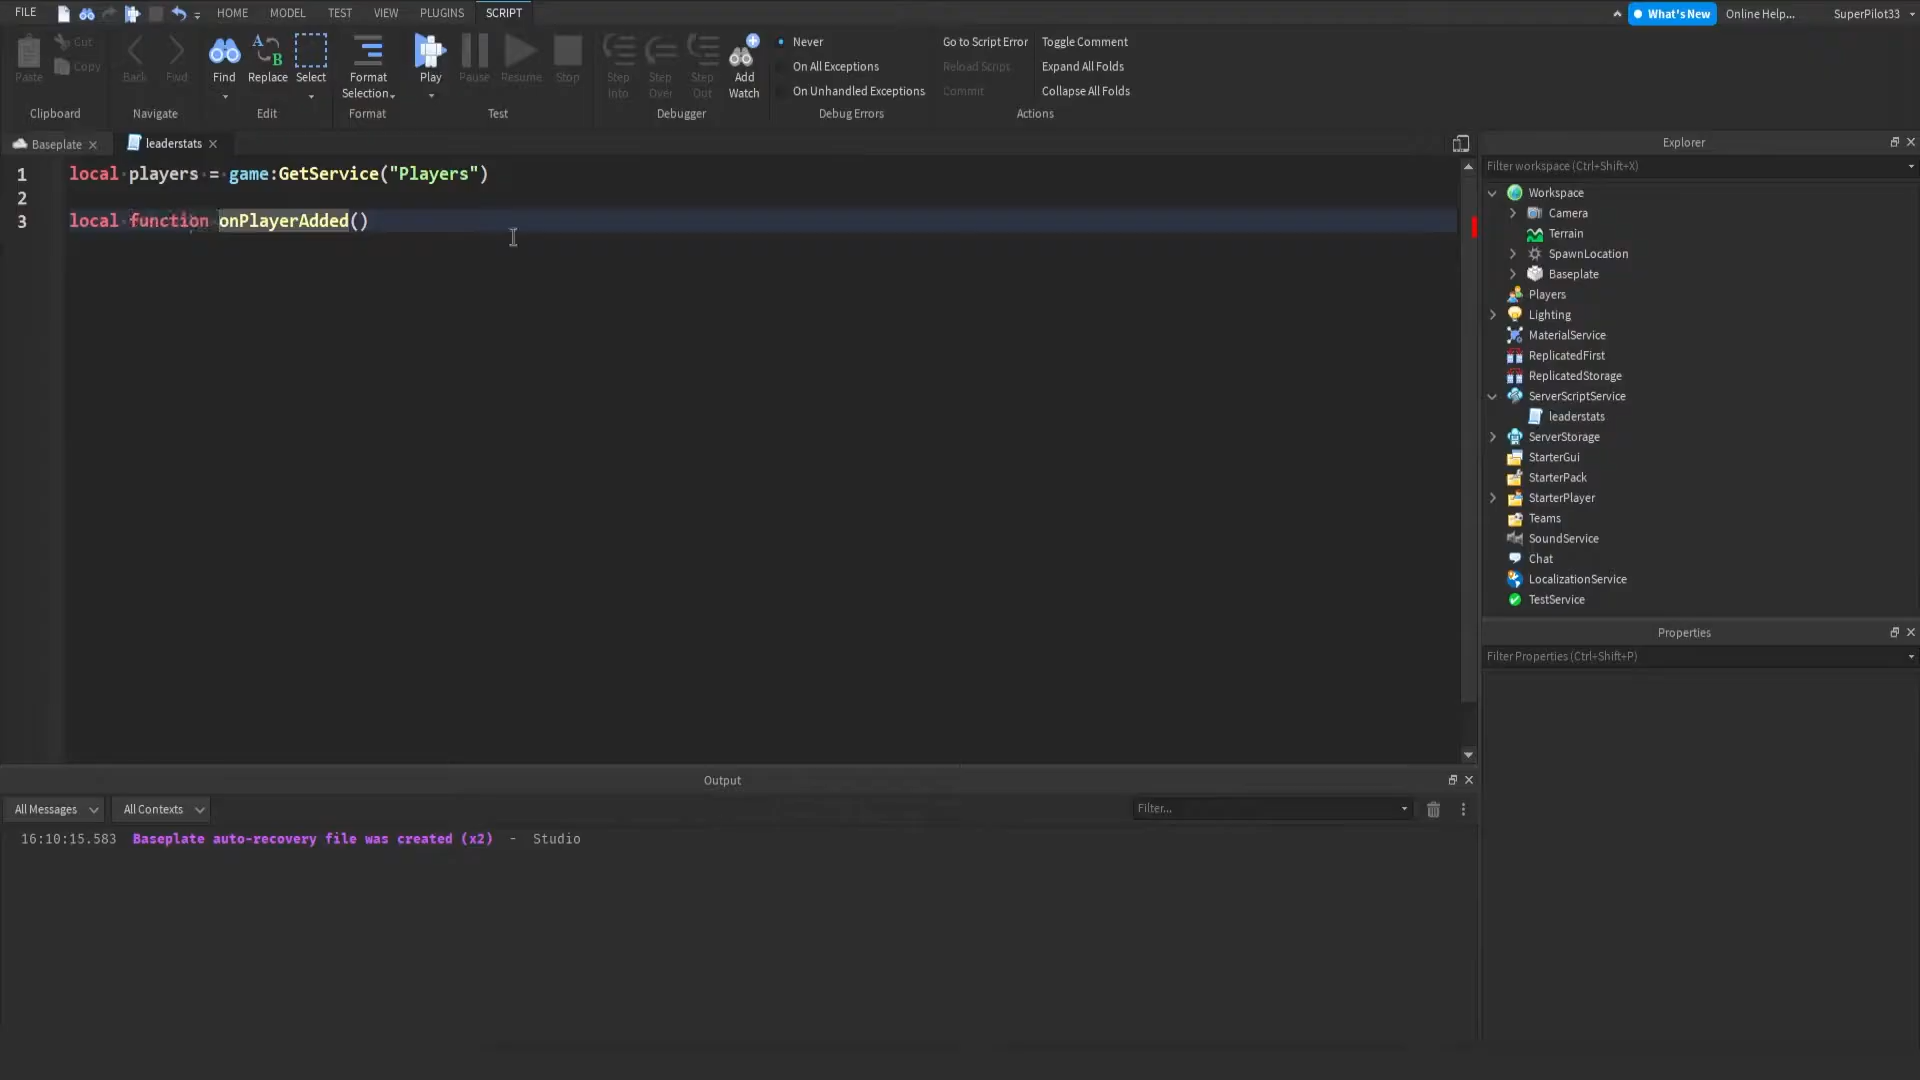 FILE HOME MODEL TEST VIEW PLUGINS SCRIPT What's New Online Help... SuperPilot33
Paste Cut Copy
Clipboard
Back Fwd
Navigate
Find Replace Select
Edit
Format Selection
Format
Play Pause Resume Stop
Test
Step Into Step Over Step Out Add Watch
Debugger
Never
On All Exceptions
On Unhandled Exceptions
Debug Errors
Go to Script Error Toggle Comment
Reload Script Expand All Folds
Commit Collapse All Folds
Actions
Baseplate leaderstats
1 local players = game:GetService("Players")
2
3 local function onPlayerAdded()
Explorer
Filter workspace (Ctrl+Shift+X)
Workspace
Camera
Terrain
SpawnLocation
Baseplate
Players
Lighting
MaterialService
ReplicatedFirst
ReplicatedStorage
ServerScriptService
leaderstats
ServerStorage
StarterGui
StarterPack
StarterPlayer
Teams
SoundService
Chat
LocalizationService
TestService
Properties
Filter Properties (Ctrl+Shift+P)
Output
All Messages All Contexts Filter...
16:10:15.583 Baseplate auto-recovery file was created (x2) - Studio